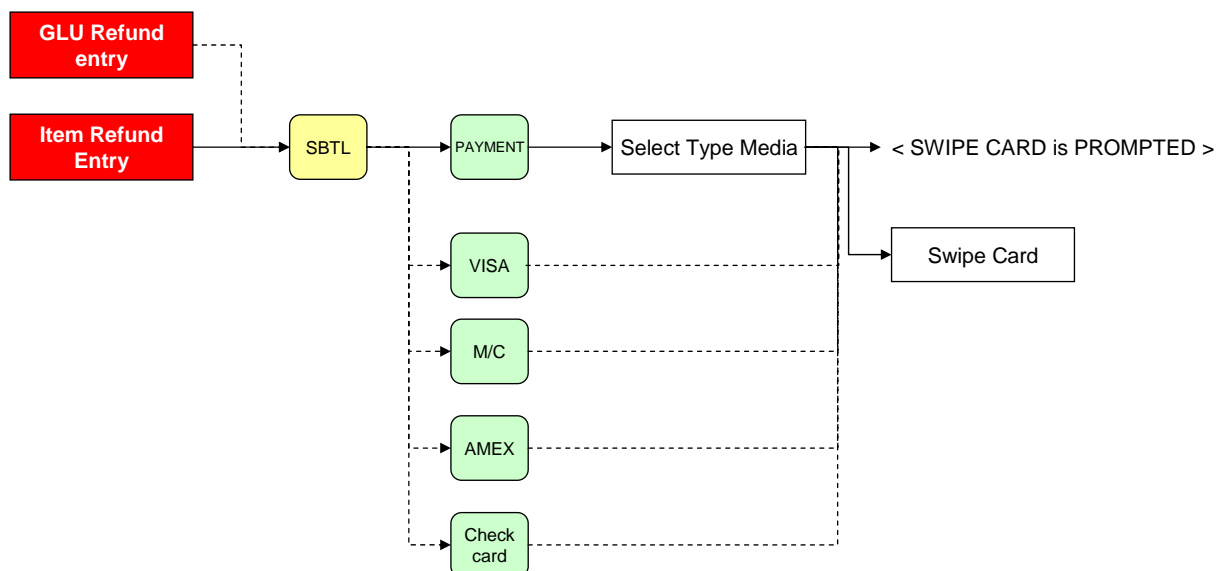 GLU Refund
entry
Item Refund
Entry
SBTL
PAYMENT
Select Type Media
< SWIPE CARD is PROMPTED >
Swipe Card
VISA
M/C
AMEX
Check
card